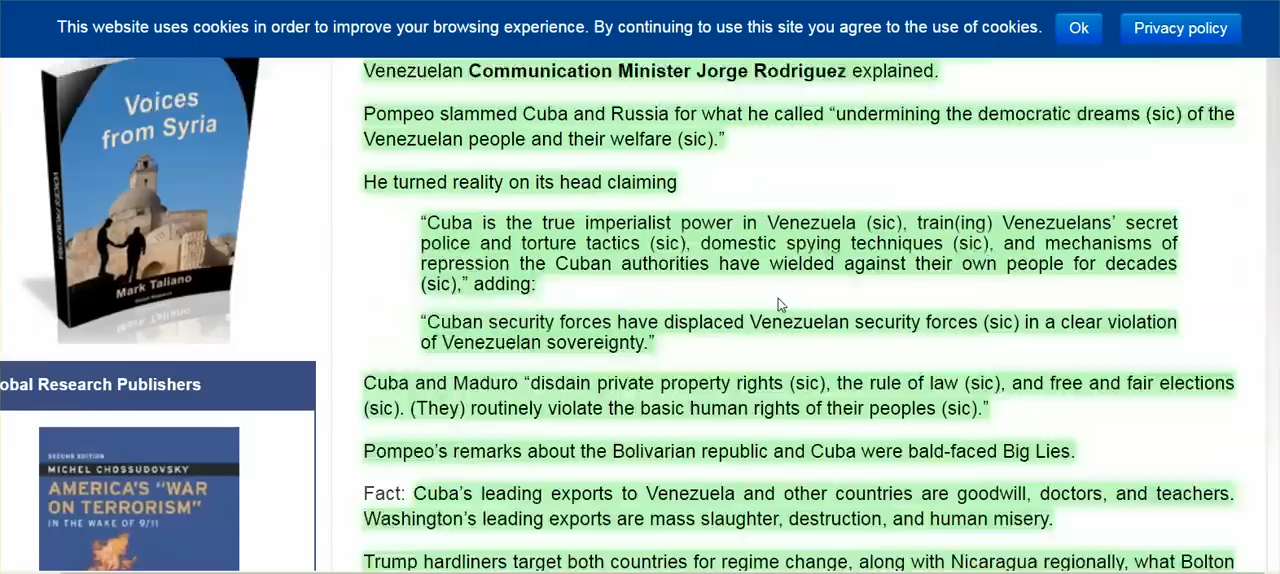 This website uses cookies in order to improve your browsing experience. By continuing to use this site you agree to the use of cookies.
Ok
Privacy policy
Voices
from Syria
Mark Taliano
obal Research Publishers
SECOND EDITION
MICHEL CHOSSUDOVSKY
AMERICA'S "WAR
ON TERRORISM"
IN THE WAKE OF 9/11
Venezuelan Communication Minister Jorge Rodriguez explained.
Pompeo slammed Cuba and Russia for what he called “undermining the democratic dreams (sic) of the
Venezuelan people and their welfare (sic).”
He turned reality on its head claiming
“Cuba is the true imperialist power in Venezuela (sic), train(ing) Venezuelans’ secret
police and torture tactics (sic), domestic spying techniques (sic), and mechanisms of
repression the Cuban authorities have wielded against their own people for decades
(sic),” adding:
“Cuban security forces have displaced Venezuelan security forces (sic) in a clear violation
of Venezuelan sovereignty.”
Cuba and Maduro “disdain private property rights (sic), the rule of law (sic), and free and fair elections
(sic). (They) routinely violate the basic human rights of their peoples (sic).”
Pompeo’s remarks about the Bolivarian republic and Cuba were bald-faced Big Lies.
Fact: Cuba’s leading exports to Venezuela and other countries are goodwill, doctors, and teachers.
Washington’s leading exports are mass slaughter, destruction, and human misery.
Trump hardliners target both countries for regime change, along with Nicaragua regionally, what Bolton